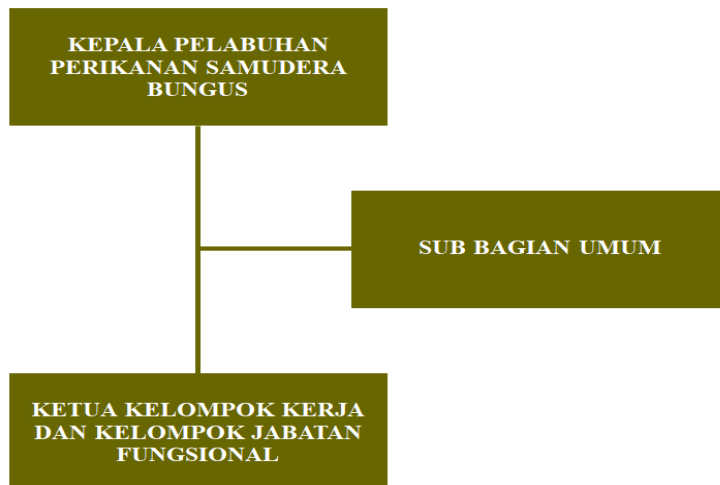 KEPALA PELABUHAN
PERIKANAN SAMUDERA
BUNGUS
SUB BAGIAN UMUM
KETUA KELOMPOK KERJA
DAN KELOMPOK JABATAN
FUNGSIONAL